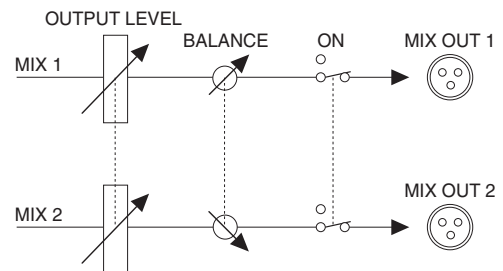 OUTPUT LEVEL
BALANCE
ON
MIX OUT 1
MIX 1
MIX OUT 2
MIX 2